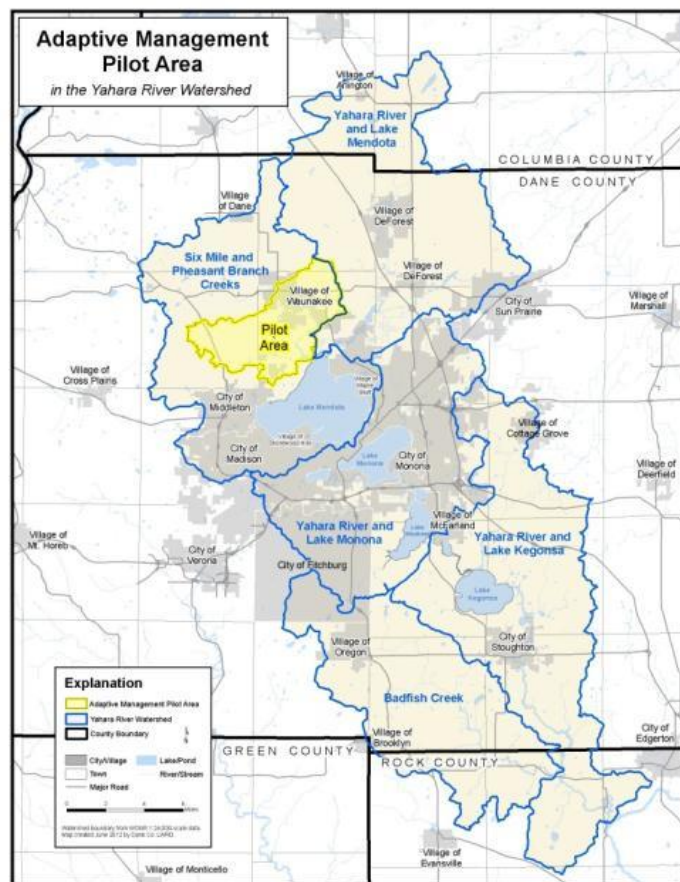 Adaptive Management
Pilot Area
in the Yahara River Watershed
Village of
Arlington
Yahara River
and Lake
Mendota
COLUMBIA COUNTY
DANE COUNTY
Village
of Dane
Village of
DeForest
Six Mile and
Pheasant Branch
Creeks
Village of
DeForest
Village of
Waunakee
City of
Sun Prairie
Village of
Marshall
Pilot
Area
Village of
Cross Plains
City of
Middleton
Lake Mendota
Village of
Cottage Grove
City of
Madison
Lake
Monona
City of
Monona
Village of
Deerfield
Village of
Mt. Horeb
Yahara River and
Lake Monona
Lake
Village of
McFarland
Yahara River and
Lake Kegonsa
City of
Verona
City of Fitchburg
Lake
Kegonsa
Village of
Oregon
City of
Stoughton
Badfish Creek
Explanation
Adaptive Management Pilot Area
Yahara River Watershed
County Boundary
City/Village
Lake/Pond
Town
River/Stream
Major Road
Village of
Brooklyn
City of
Edgerton
GREEN COUNTY
ROCK COUNTY
Village of
Evansville
Village of Monticello